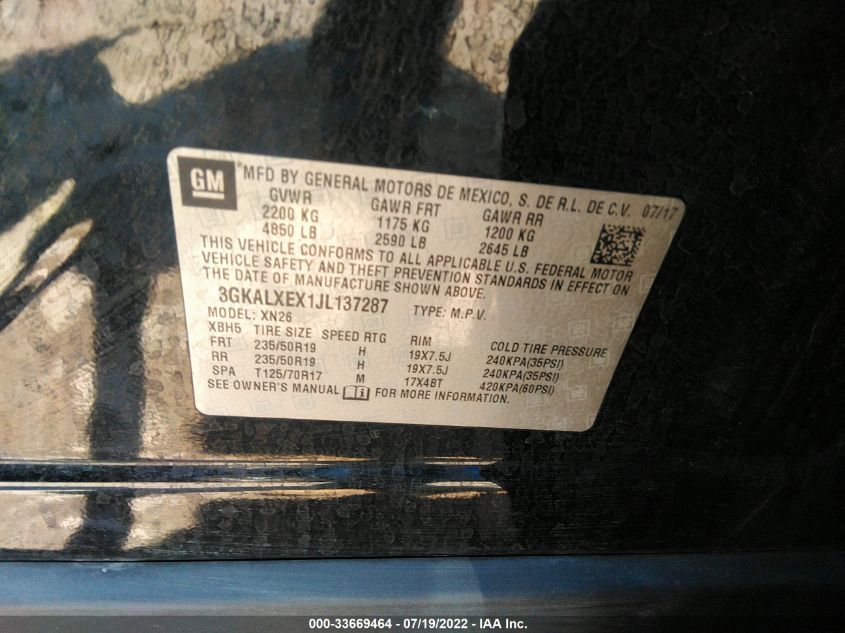 GM
®MFD BY GENERAL MOTORS DE MEXICO, S. DE R.L. DE C.V. 07/17
GVWR GAWR FRT GAWR RR
2200 KG 1175 KG 1200 KG
4850 LB 2590 LB 2645 LB
THIS VEHICLE CONFORMS TO ALL APPLICABLE U.S. FEDERAL MOTOR
VEHICLE SAFETY AND THEFT PREVENTION STANDARDS IN EFFECT ON
THE DATE OF MANUFACTURE SHOWN ABOVE.
3GKALXEX1JL137287 TYPE: M.P.V.
MODEL: XN26
XBH5 TIRE SIZE SPEED RTG RIM COLD TIRE PRESSURE
FRT 235/50R19 H 19X7.5J 240KPA(35PSI)
RR 235/50R19 H 19X7.5J 240KPA(35PSI)
SPA T125/70R17 M 17X4BT 420KPA(60PSI)
SEE OWNER'S MANUAL FOR MORE INFORMATION.
000-33669464 - 07/19/2022 - IAA Inc.